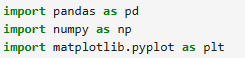 import pandas as pd
import numpy as np
import matplotlib.pyplot as plt